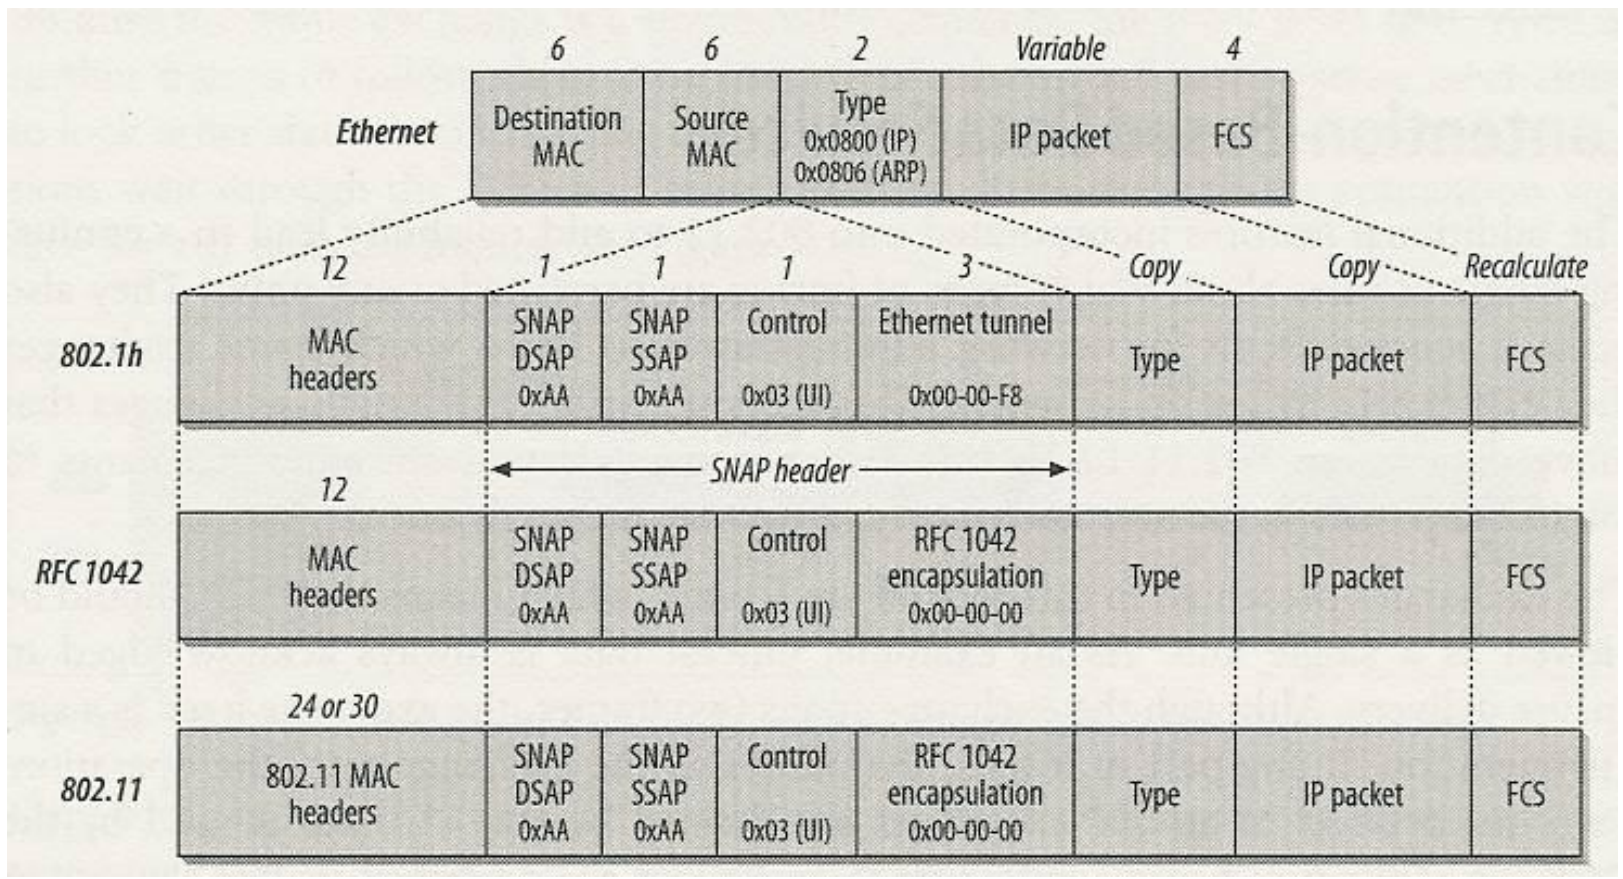 6 6 2 Variable 4
Ethernet
Destination
MAC
Source
MAC
Type
0x0800 (IP)
0x0806 (ARP)
IP packet
FCS
12 1 1 1 3 Copy Copy Recalculate
802.1h
MAC
headers
SNAP
DSAP
0xAA
SNAP
SSAP
0xAA
Control
0x03 (UI)
Ethernet tunnel
0x00-00-F8
Type
IP packet
FCS
SNAP header
12
RFC 1042
MAC
headers
SNAP
DSAP
0xAA
SNAP
SSAP
0xAA
Control
0x03 (UI)
RFC 1042
encapsulation
0x00-00-00
Type
IP packet
FCS
24 or 30
802.11
802.11 MAC
headers
SNAP
DSAP
0xAA
SNAP
SSAP
0xAA
Control
0x03 (UI)
RFC 1042
encapsulation
0x00-00-00
Type
IP packet
FCS